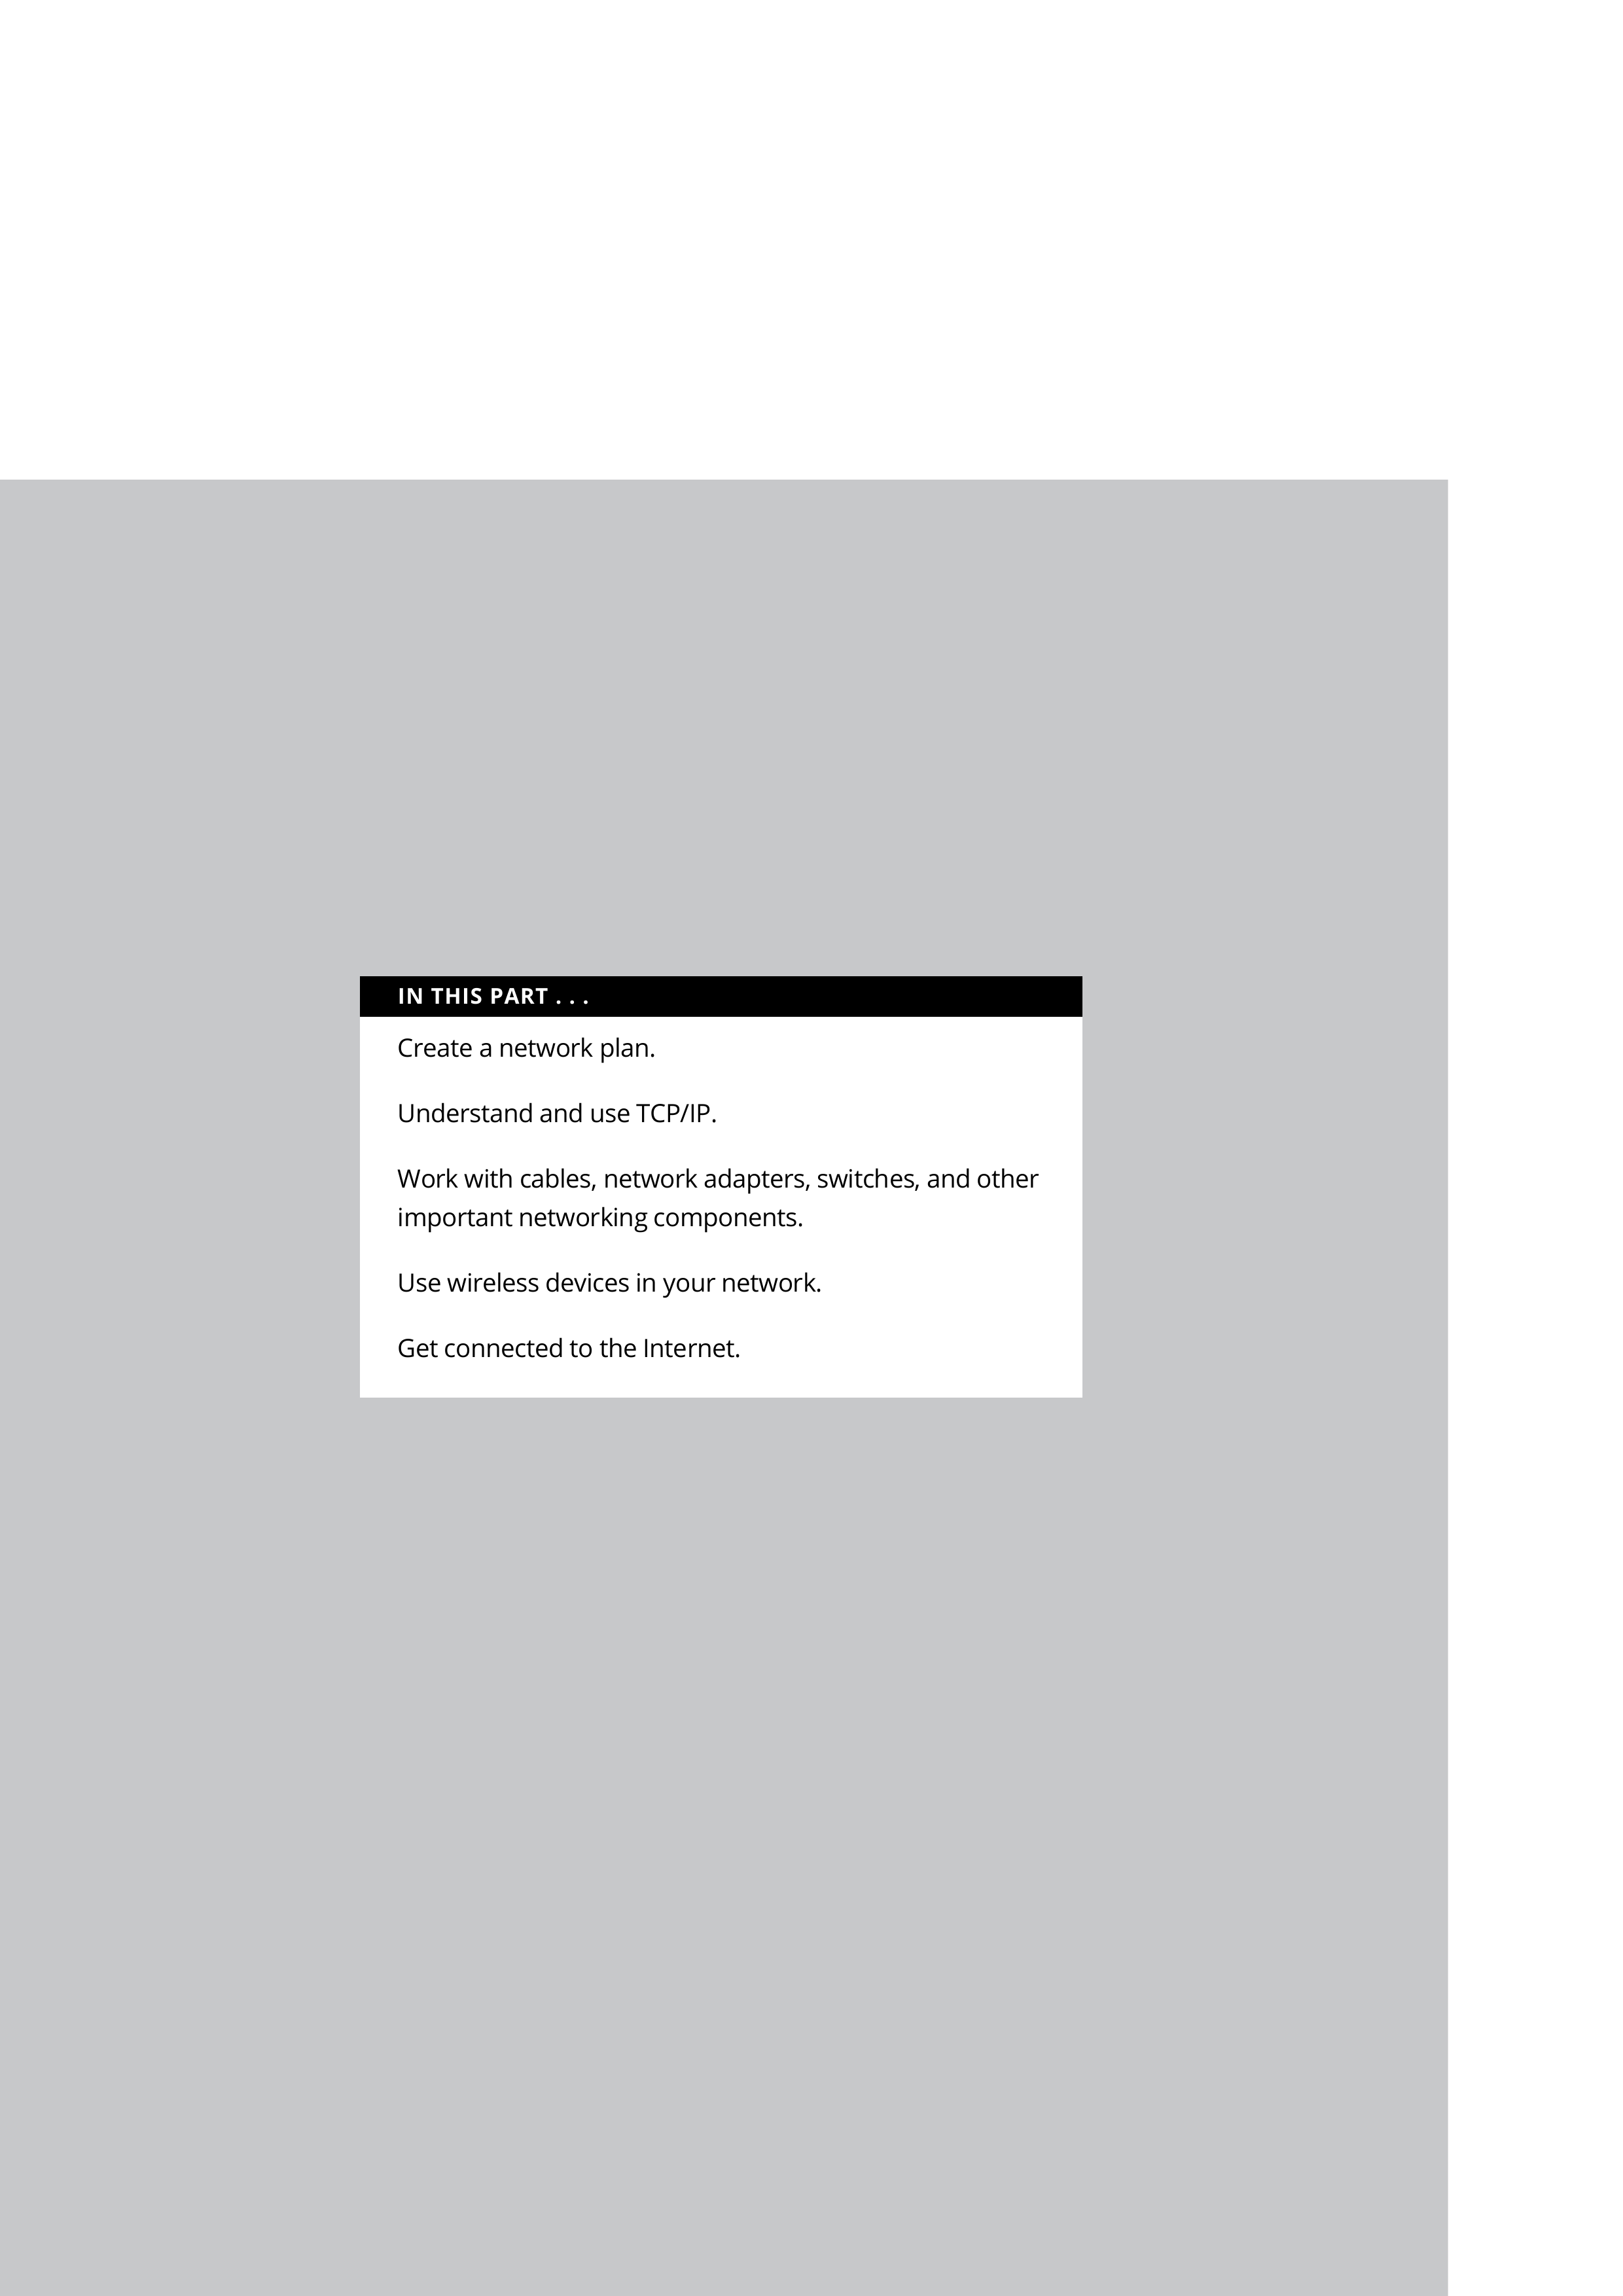 IN THIS PART . . .
Create a network plan.
Understand and use TCP/IP.
Work with cables, network adapters, switches, and other
important networking components.
Use wireless devices in your network.
Get connected to the Internet.